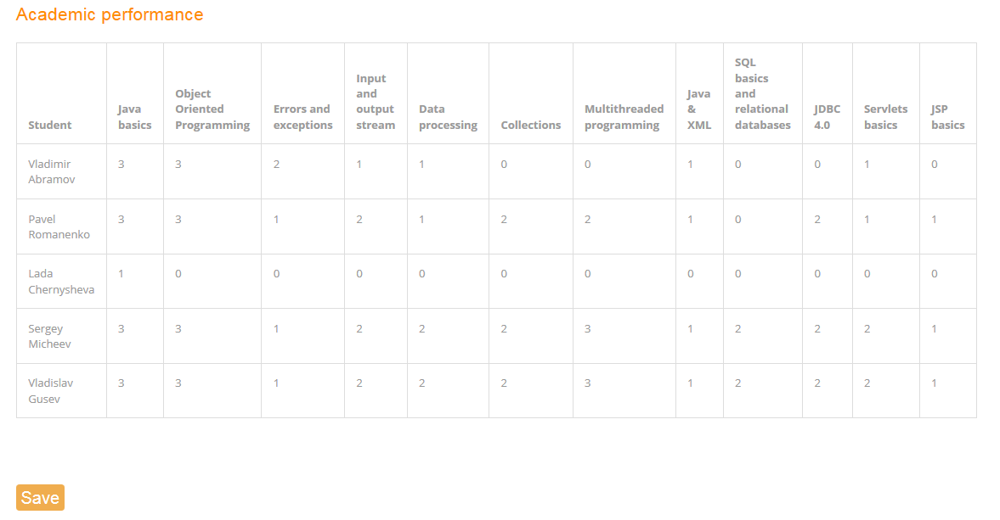 Academic performance
Student Java basics Object Oriented Programming Errors and exceptions Input and output stream Data processing Collections Multithreaded programming Java & XML SQL basics and relational databases JDBC 4.0 Servlets basics JSP basics
Vladimir Abramov 3 3 2 1 1 0 0 1 0 0 1 0
Pavel Romanenko 3 3 1 2 1 2 2 1 0 2 1 1
Lada Chernysheva 1 0 0 0 0 0 0 0 0 0 0 0
Sergey Micheev 3 3 1 2 2 2 3 1 2 2 2 1
Vladislav Gusev 3 3 1 2 2 2 3 1 2 2 2 1
Save